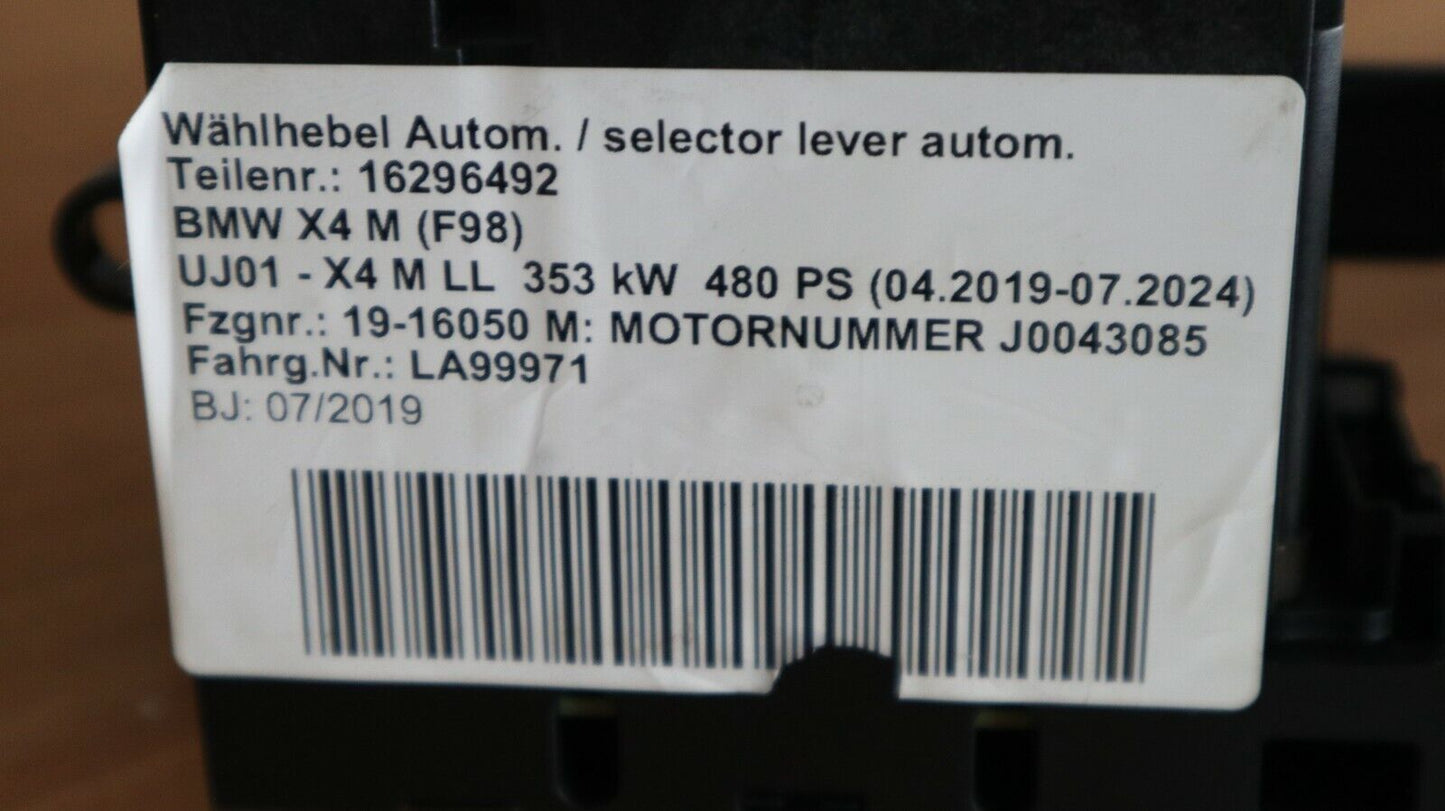 Wählhebel Autom. / selector lever autom.
Teilenr.: 16296492
BMW X4 M (F98)
UJ01 - X4 M LL 353 kW 480 PS (04.2019-07.2024)
Fzgnr.: 19-16050 M: MOTORNUMMER J0043085
Fahrg.Nr.: LA99971
BJ: 07/2019